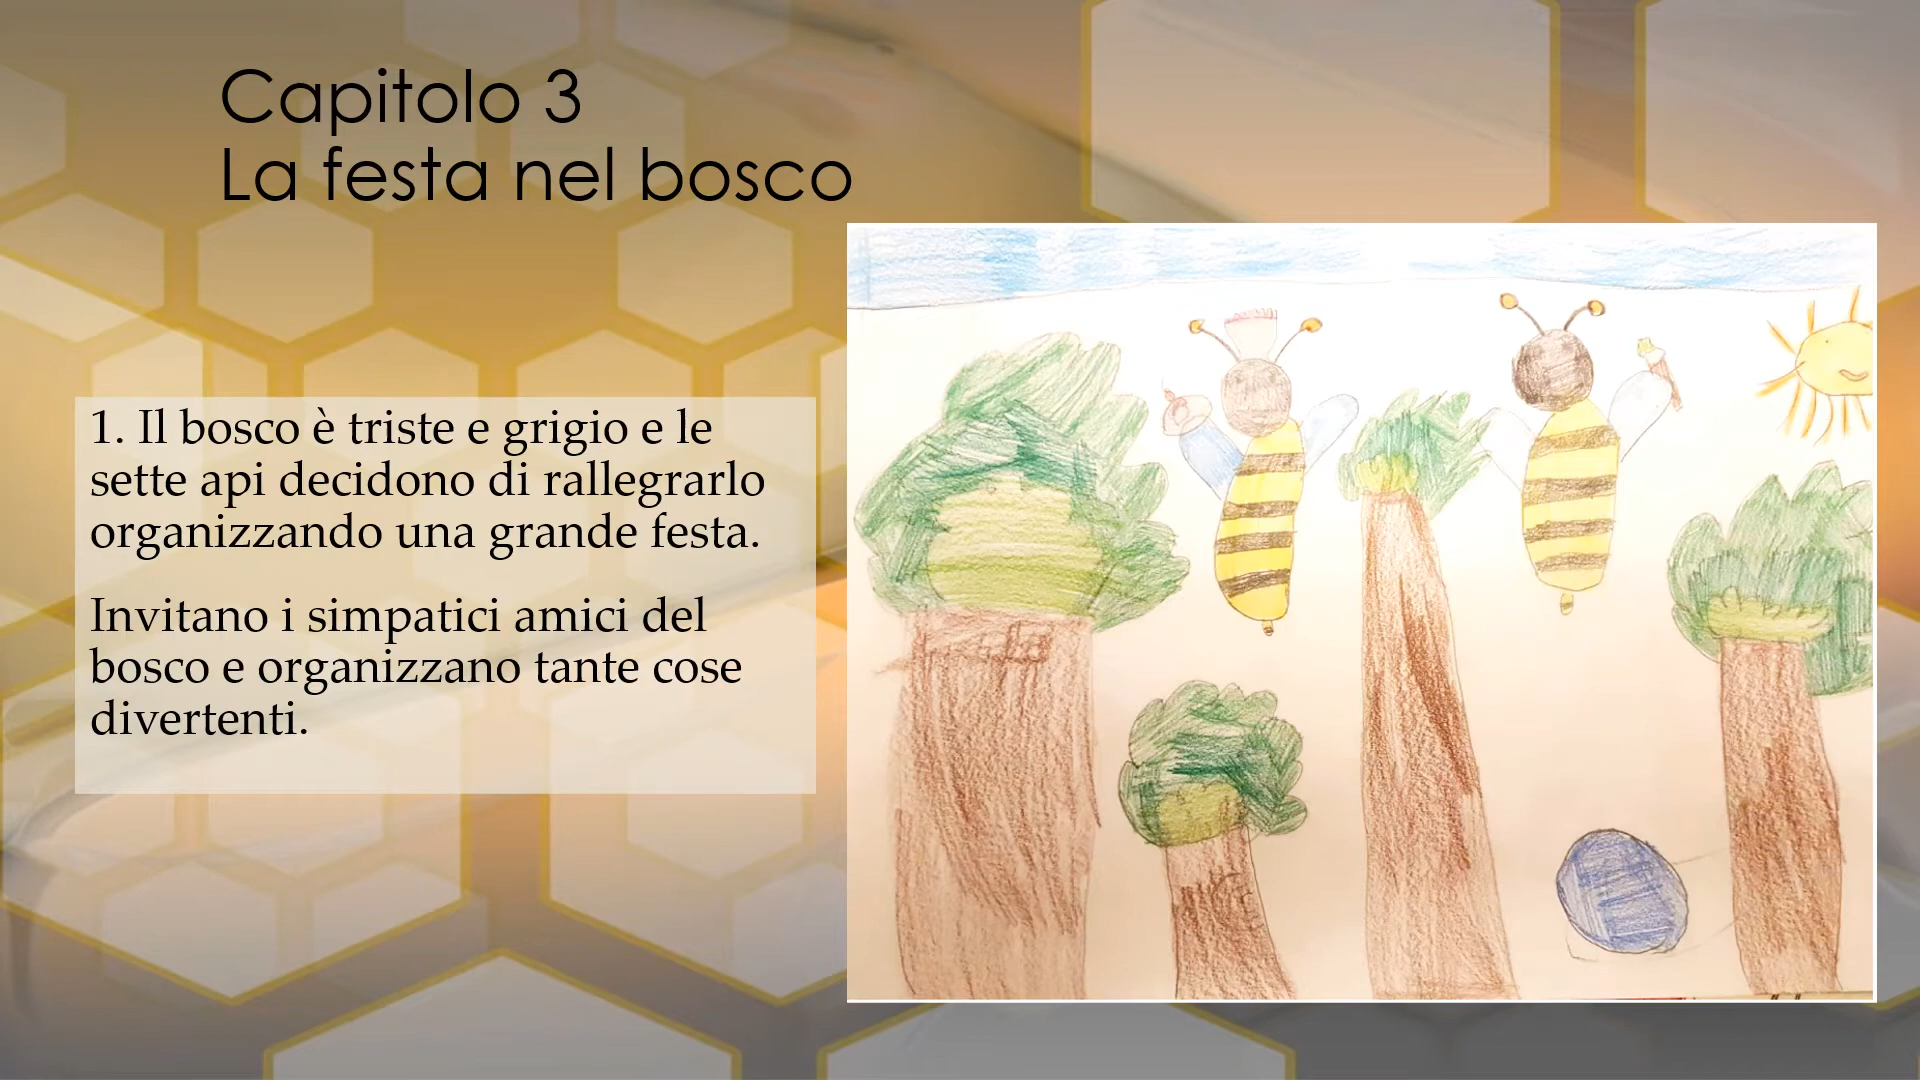 Capitolo 3
La festa nel bosco
1. Il bosco è triste e grigio e le
sette api decidono di rallegrarlo
organizzando una grande festa.
Invitano i simpatici amici del
bosco e organizzano tante cose
divertenti.